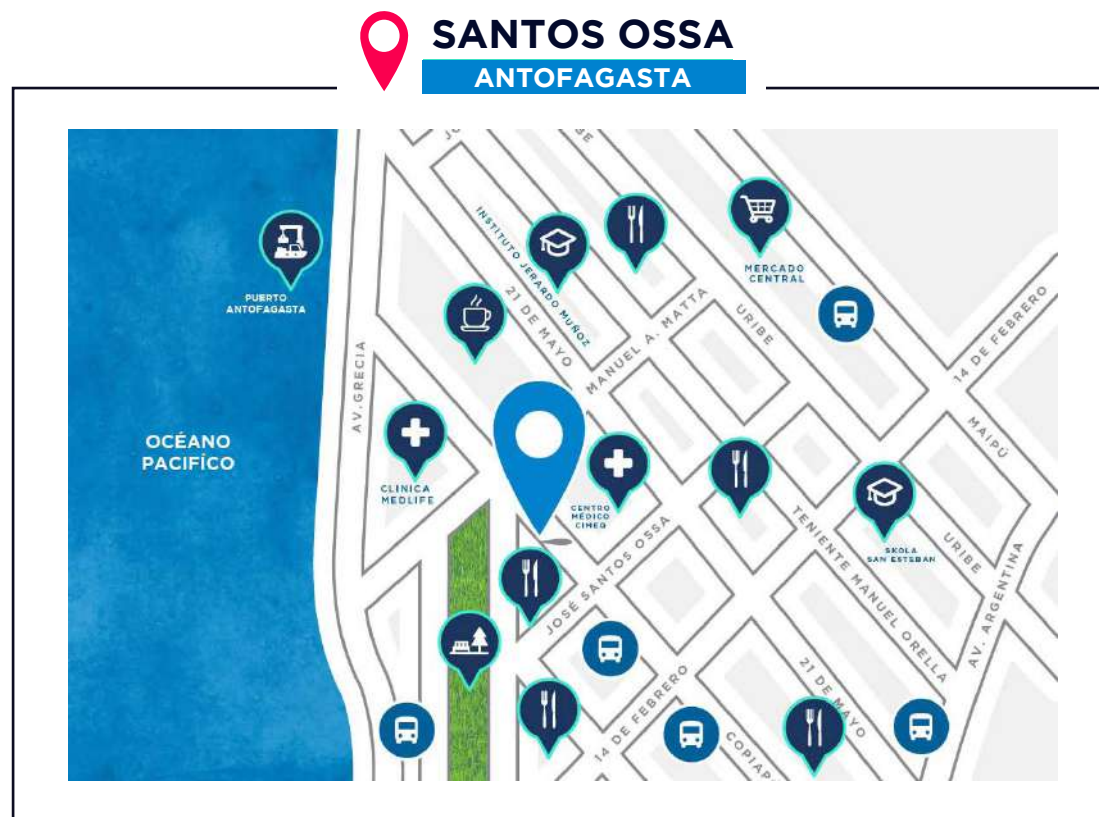 SANTOS OSSA
ANTOFAGASTA
URIBE
INSTITUTO JERARDO MUÑOZ
MERCADO
CENTRAL
PUERTO
ANTOFAGASTA
21 DE MAYO
MANUEL A. MATTA
URIBE
14 DE FEBRERO
AV.GRECIA
MAIPÚ
OCÉANO
PACIFÍCO
CLINICA
MEDLIFE
CENTRO
MÉDICO
CIMEG
JOSÉ SANTOS OSSA
TENIENTE MANUEL ORELLA
SKOLA
SAN ESTEBAN
URIBE
AV. ARGENTINA
14 DE FEBRERO
21 DE MAYO